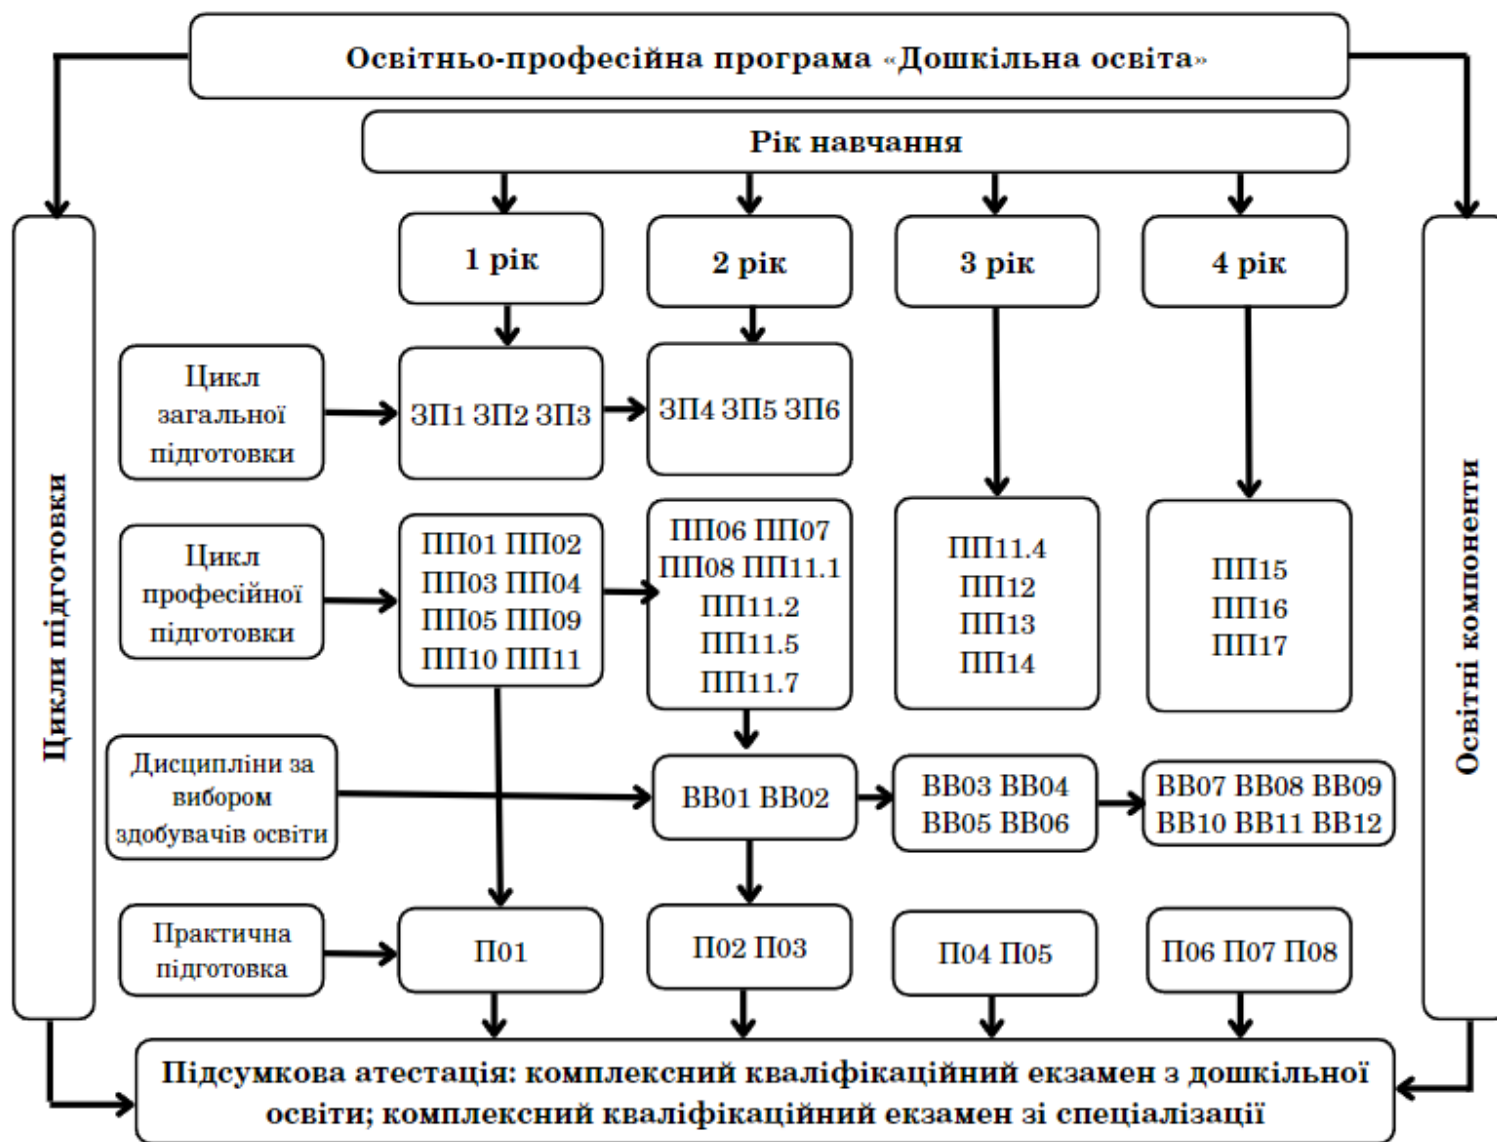 Освітньо-професійна програма «Дошкільна освіта»
Рік навчання
1 рік
2 рік
3 рік
4 рік
Цикли підготовки
Освітні компоненти
Цикл
загальної
підготовки
ЗП1 ЗП2 ЗП3
ЗП4 ЗП5 ЗП6
Цикл
професійної
підготовки
ПП01 ПП02
ПП03 ПП04
ПП05 ПП09
ПП10 ПП11
ПП06 ПП07
ПП08 ПП11.1
ПП11.2
ПП11.5
ПП11.7
ПП11.4
ПП12
ПП13
ПП14
ПП15
ПП16
ПП17
Дисципліни за
вибором
здобувачів освіти
ВВ01 ВВ02
ВВ03 ВВ04
ВВ05 ВВ06
ВВ07 ВВ08 ВВ09
ВВ10 ВВ11 ВВ12
Практична
підготовка
П01
П02 П03
П04 П05
П06 П07 П08
Підсумкова атестація: комплексний кваліфікаційний екзамен з дошкільної
освіти; комплексний кваліфікаційний екзамен зі спеціалізації